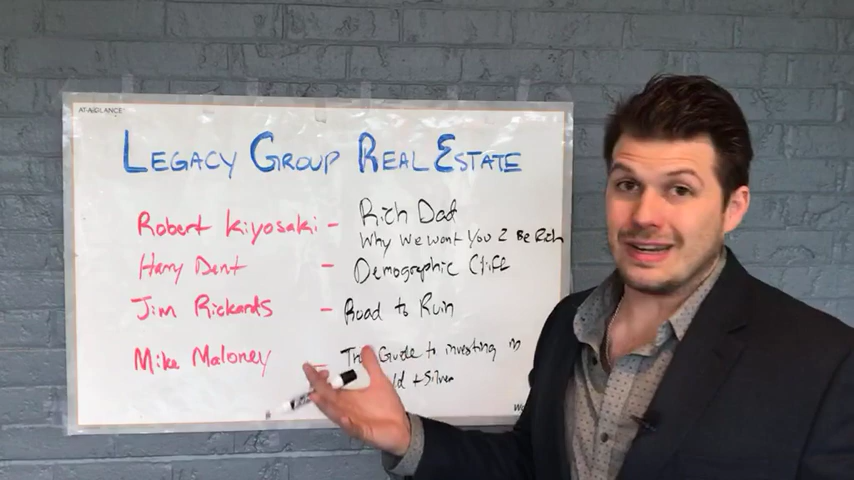 AT-A-GLANCE
LEGACY GROUP REAL ESTATE
Robert Kiyosaki - Rich Dad
Why We Want You 2 Be Rich
Harry Dent - Demographic Cliff
Jim Rickards - Road to Ruin
Mike Maloney - Guide to investing in
+ Silver